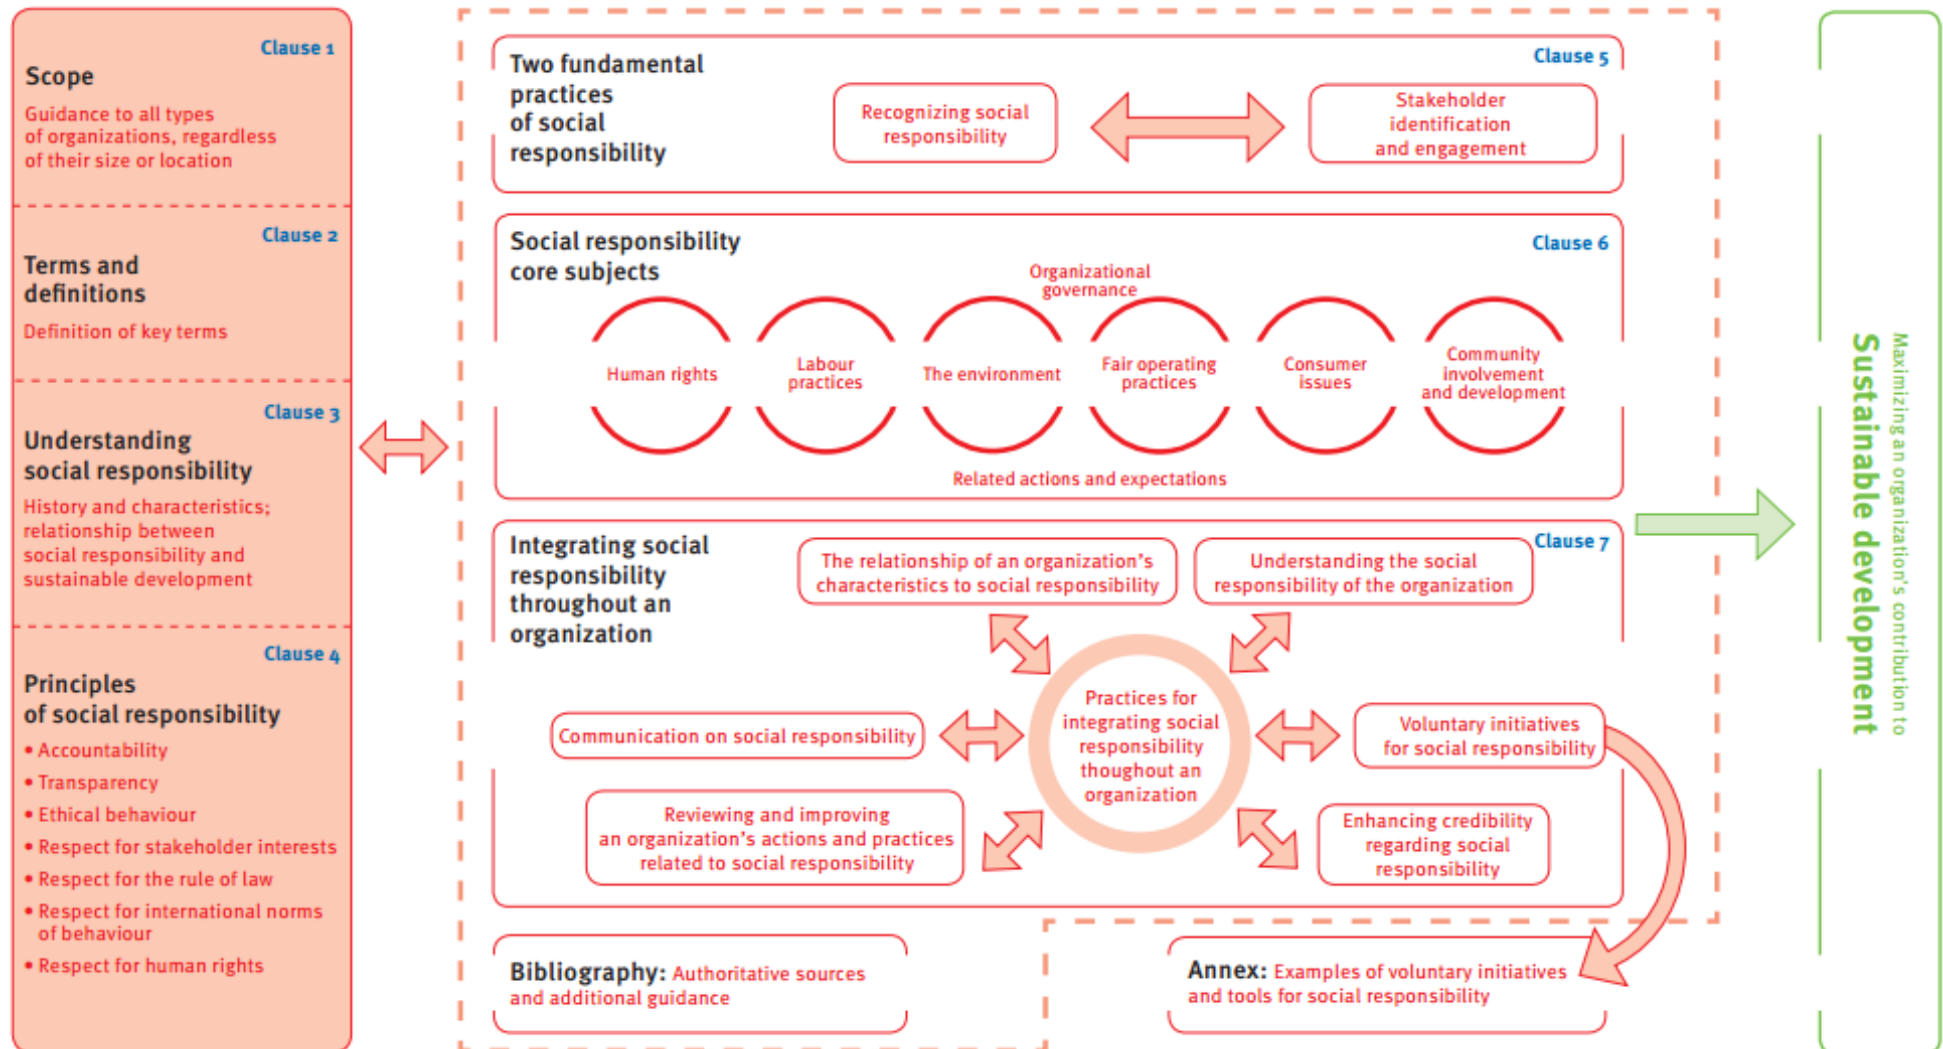 Clause 1
Scope
Guidance to all types
of organizations, regardless
of their size or location
Clause 2
Terms and
definitions
Definition of key terms
Clause 3
Understanding
social responsibility
History and characteristics;
relationship between
social responsibility and
sustainable development
Clause 4
Principles
of social responsibility
• Accountability
• Transparency
• Ethical behaviour
• Respect for stakeholder interests
• Respect for the rule of law
• Respect for international norms
of behaviour
• Respect for human rights
Clause 5
Two fundamental
practices
of social
responsibility
Recognizing social
responsibility
Stakeholder
identification
and engagement
Clause 6
Social responsibility
core subjects
Organizational
governance
Human rights
Labour
practices
The environment
Fair operating
practices
Consumer
issues
Community
involvement
and development
Related actions and expectations
Clause 7
Integrating social
responsibility
throughout an
organization
The relationship of an organization's
characteristics to social responsibility
Understanding the social
responsibility of the organization
Practices for
integrating social
responsibility
thoughout an
organization
Communication on social responsibility
Voluntary initiatives
for social responsibility
Reviewing and improving
an organization's actions and practices
related to social responsibility
Enhancing credibility
regarding social
responsibility
Bibliography: Authoritative sources
and additional guidance
Annex: Examples of voluntary initiatives
and tools for social responsibility
Maximizing an organization's contribution to
Sustainable development